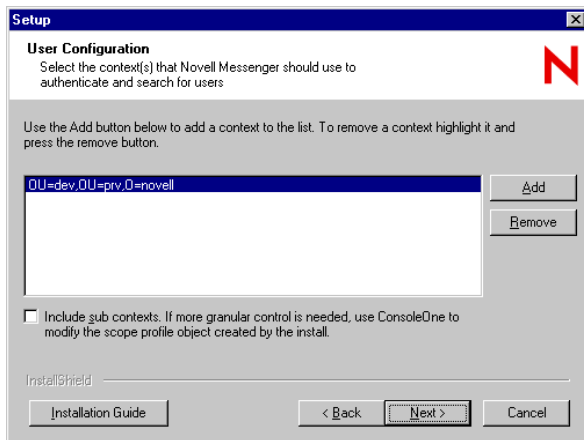 Setup
User Configuration
Select the context(s) that Novell Messenger should use to
authenticate and search for users
N
Use the Add button below to add a context to the list. To remove a context highlight it and
press the remove button.
OU=dev,OU=prv,O=novell
Add
Remove
Include sub contexts. If more granular control is needed, use ConsoleOne to
modify the scope profile object created by the install.
InstallShield
Installation Guide
< Back
Next >
Cancel